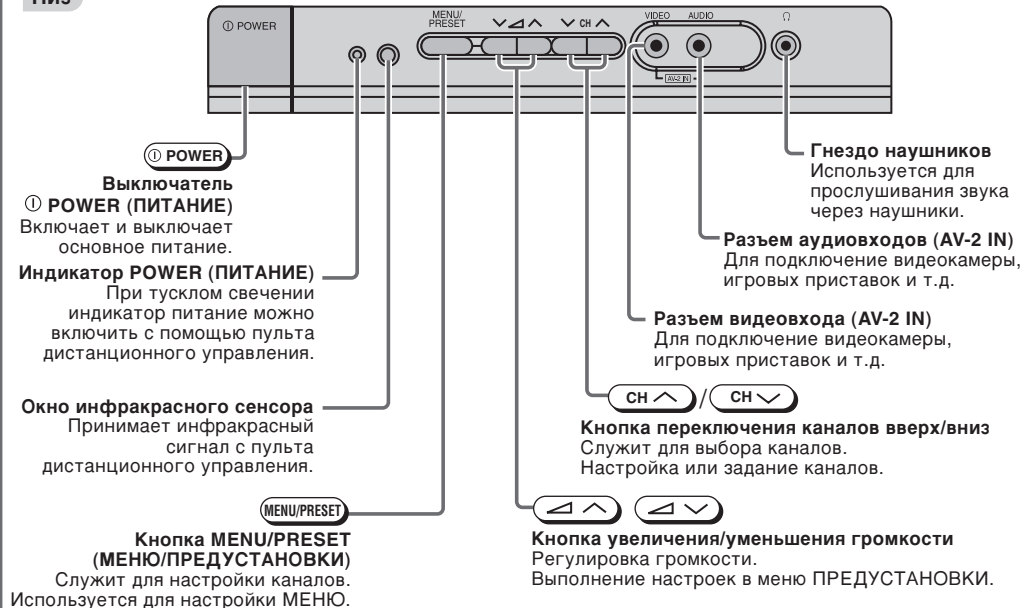 Низ
POWER
MENU/
PRESET
CH
VIDEO
AUDIO
AV-2 IN
POWER
Выключатель
POWER (ПИТАНИЕ)
Включает и выключает
основное питание.
Индикатор POWER (ПИТАНИЕ)
При тусклом свечении
индикатор питание можно
включить с помощью пульта
дистанционного управления.
Окно инфракрасного сенсора
Принимает инфракрасный
сигнал с пульта
дистанционного управления.
MENU/PRESET
Кнопка MENU/PRESET
(МЕНЮ/ПРЕДУСТАНОВКИ)
Служит для настройки каналов.
Используется для настройки МЕНЮ.
Гнездо наушников
Используется для
прослушивания звука
через наушники.
Разъем аудиовходов (AV-2 IN)
Для подключение видеокамеры,
игровых приставок и т.д.
Разъем видеовхода (AV-2 IN)
Для подключение видеокамеры,
игровых приставок и т.д.
CH / CH
Кнопка переключения каналов вверх/вниз
Служит для выбора каналов.
Настройка или задание каналов.
Кнопка увеличения/уменьшения громкости
Регулировка громкости.
Выполнение настроек в меню ПРЕДУСТАНОВКИ.